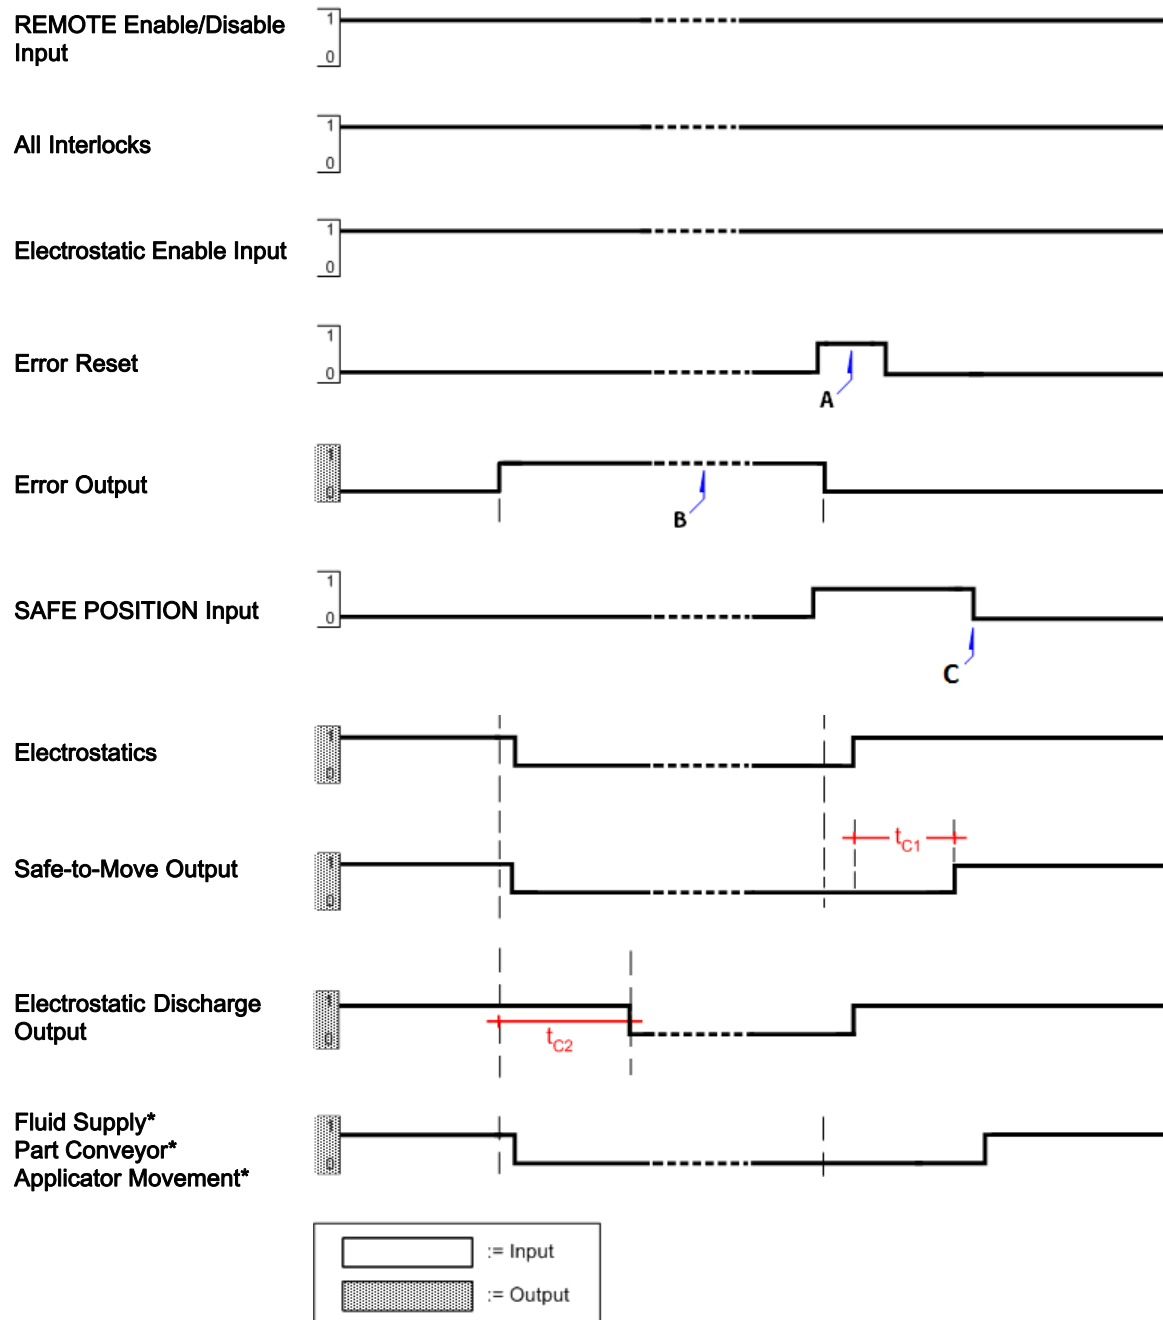 REMOTE Enable/Disable
Input
1
0
All Interlocks
1
0
Electrostatic Enable Input
1
0
Error Reset
1
0
A
Error Output
1
0
B
SAFE POSITION Input
1
0
C
Electrostatics
1
0
Safe-to-Move Output
1
0
tC1
Electrostatic Discharge
Output
1
0
tC2
Fluid Supply*
Part Conveyor*
Applicator Movement*
1
0
:= Input
:= Output